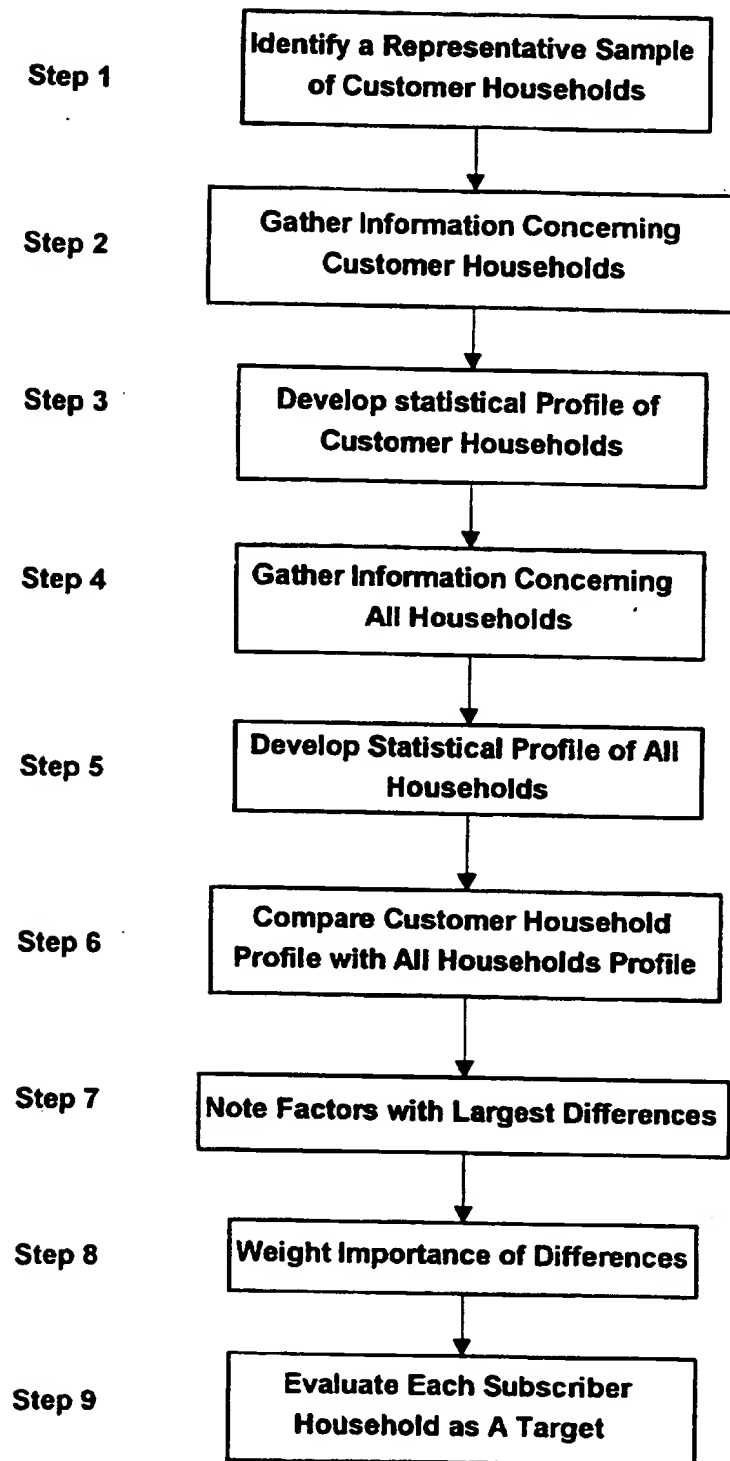 Step 1
Identify a Representative Sample
of Customer Households
Step 2
Gather Information Concerning
Customer Households
Step 3
Develop statistical Profile of
Customer Households
Step 4
Gather Information Concerning
All Households
Step 5
Develop Statistical Profile of All
Households
Step 6
Compare Customer Household
Profile with All Households Profile
Step 7
Note Factors with Largest Differences
Step 8
Weight Importance of Differences
Step 9
Evaluate Each Subscriber
Household as A Target